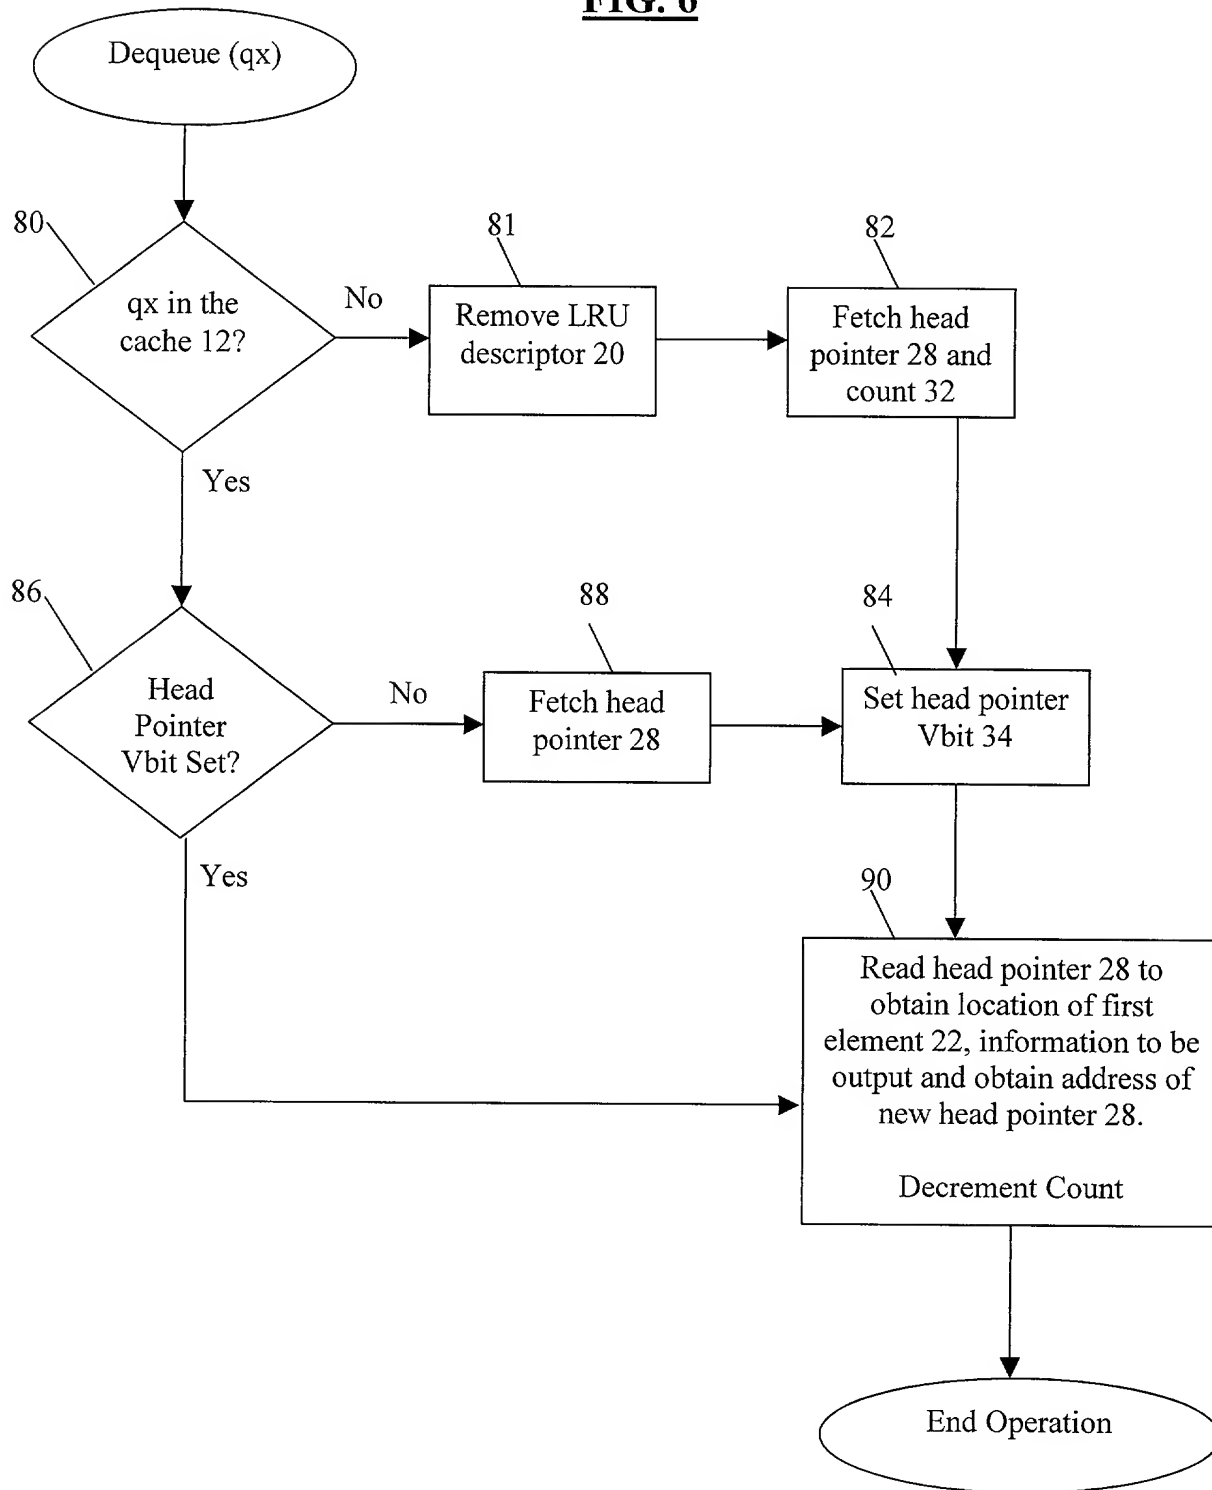 FIG. 6
Dequeue (qx)
80
qx in the
cache 12?
No
81
Remove LRU
descriptor 20
82
Fetch head
pointer 28 and
count 32
Yes
86
Head
Pointer
Vbit Set?
No
88
Fetch head
pointer 28
84
Set head pointer
Vbit 34
Yes
90
Read head pointer 28 to
obtain location of first
element 22, information to be
output and obtain address of
new head pointer 28.
Decrement Count
End Operation